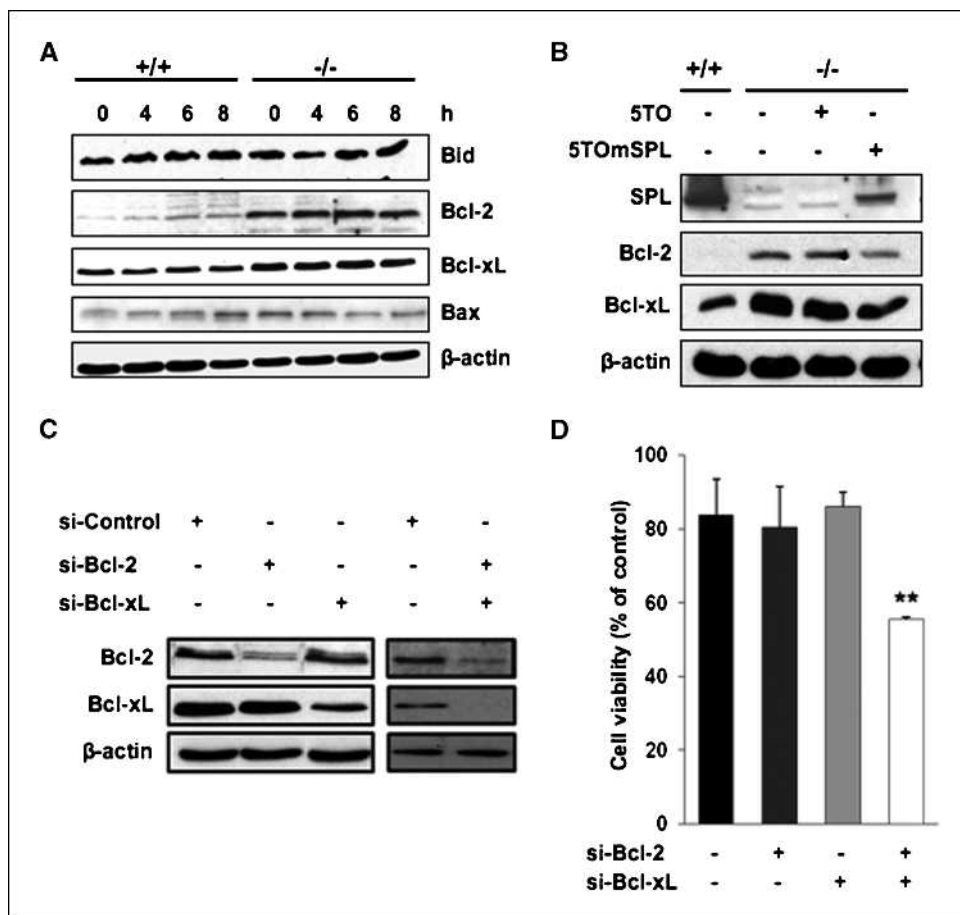 A
+/+ -/-
0 4 6 8 0 4 6 8 h
Bid
Bcl-2
Bcl-xL
Bax
β-actin
B
+/+ -/-
5TO - - + -
5TOmSPL - - - +
SPL
Bcl-2
Bcl-xL
β-actin
C
si-Control + - - + -
si-Bcl-2 - + - - +
si-Bcl-xL - - + - +
Bcl-2
Bcl-xL
β-actin
D
Cell viability (% of control)
100
80
60
40
20
0
**
si-Bcl-2 - + - +
si-Bcl-xL - - + +